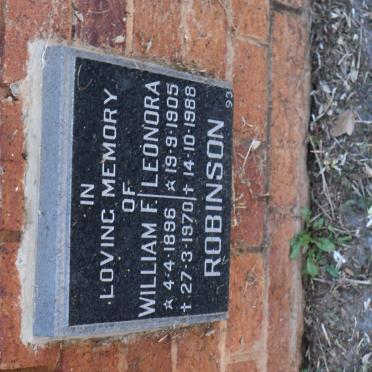 IN
LOVING MEMORY
OF
WILLIAM F. LEONORA
☆ 4-4-1896 ☆ 19-9-1905
✝ 27-3-1970 ✝ 14-10-1988
ROBINSON
93